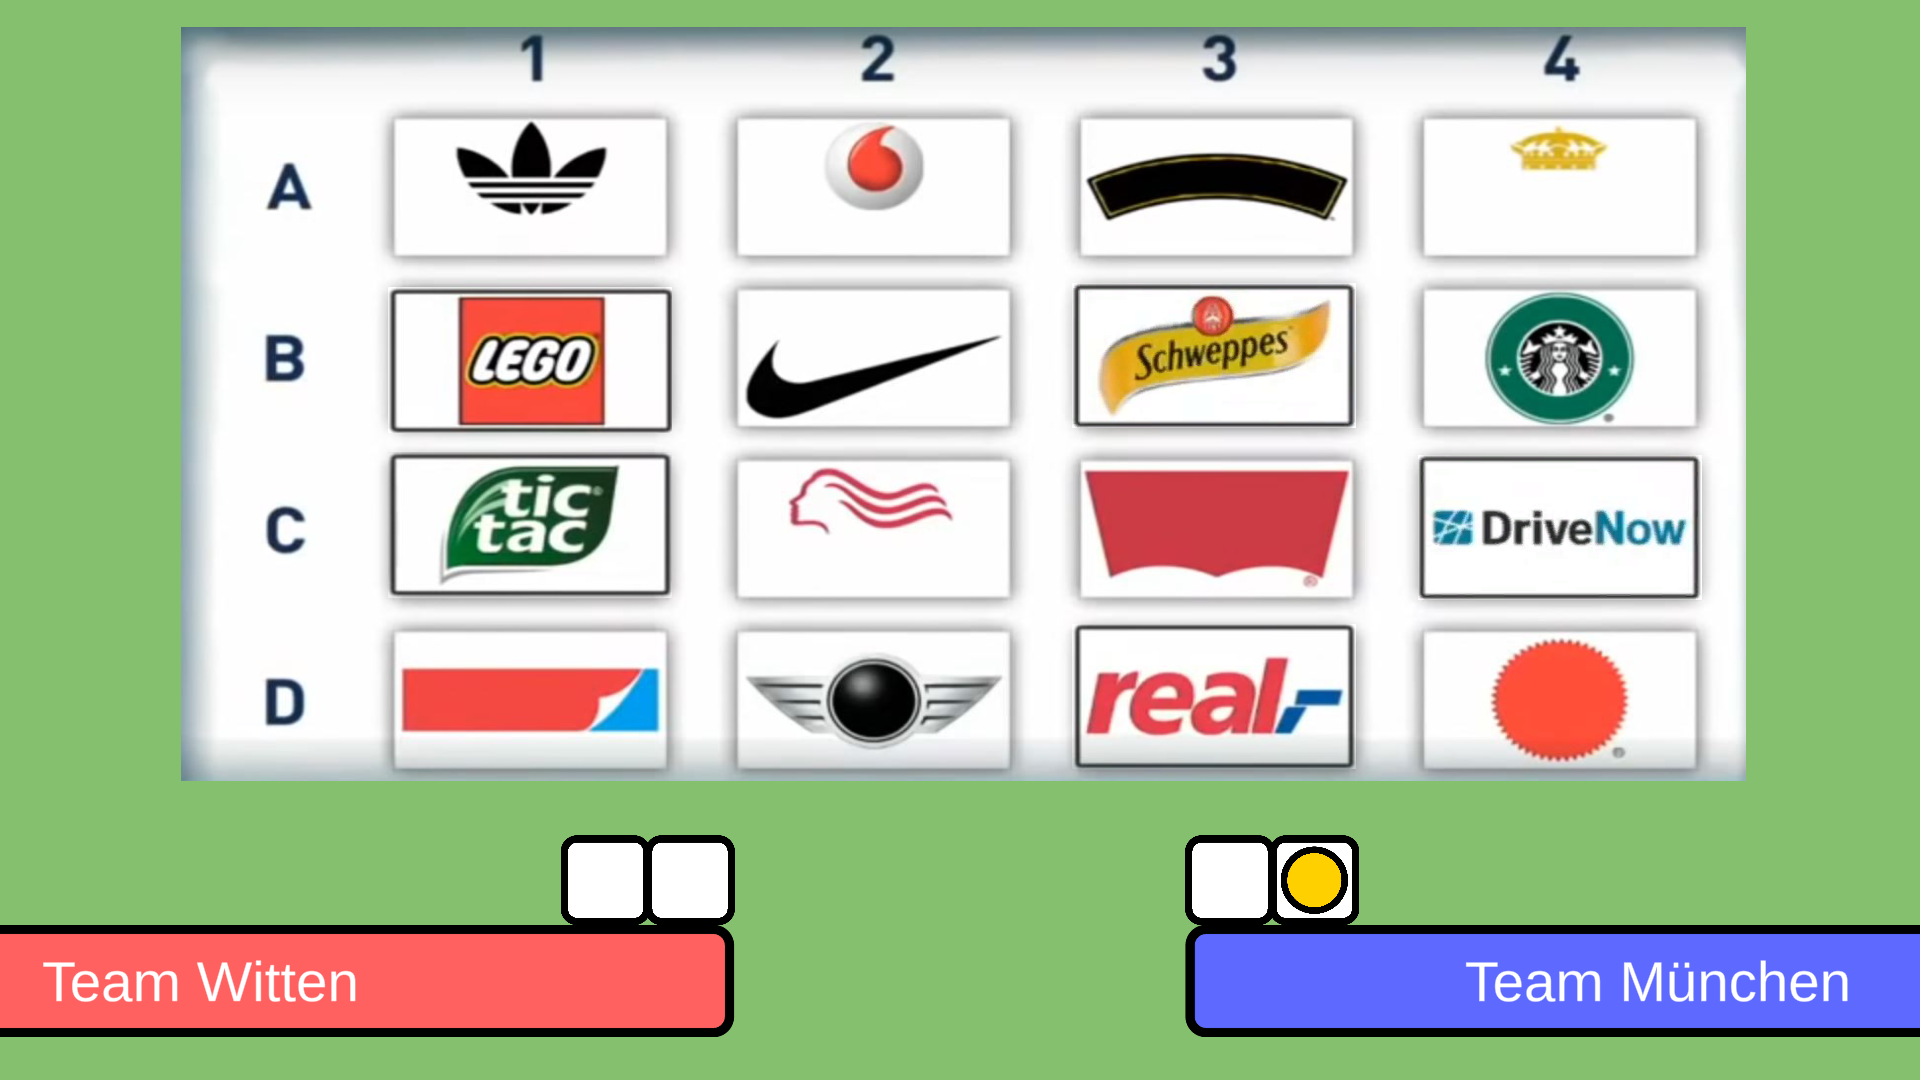 1 2 3 4
A
B
LEGO
Schweppes
®
C
tic
tac
®
®
DriveNow
D
real,-
®
Team Witten
Team München